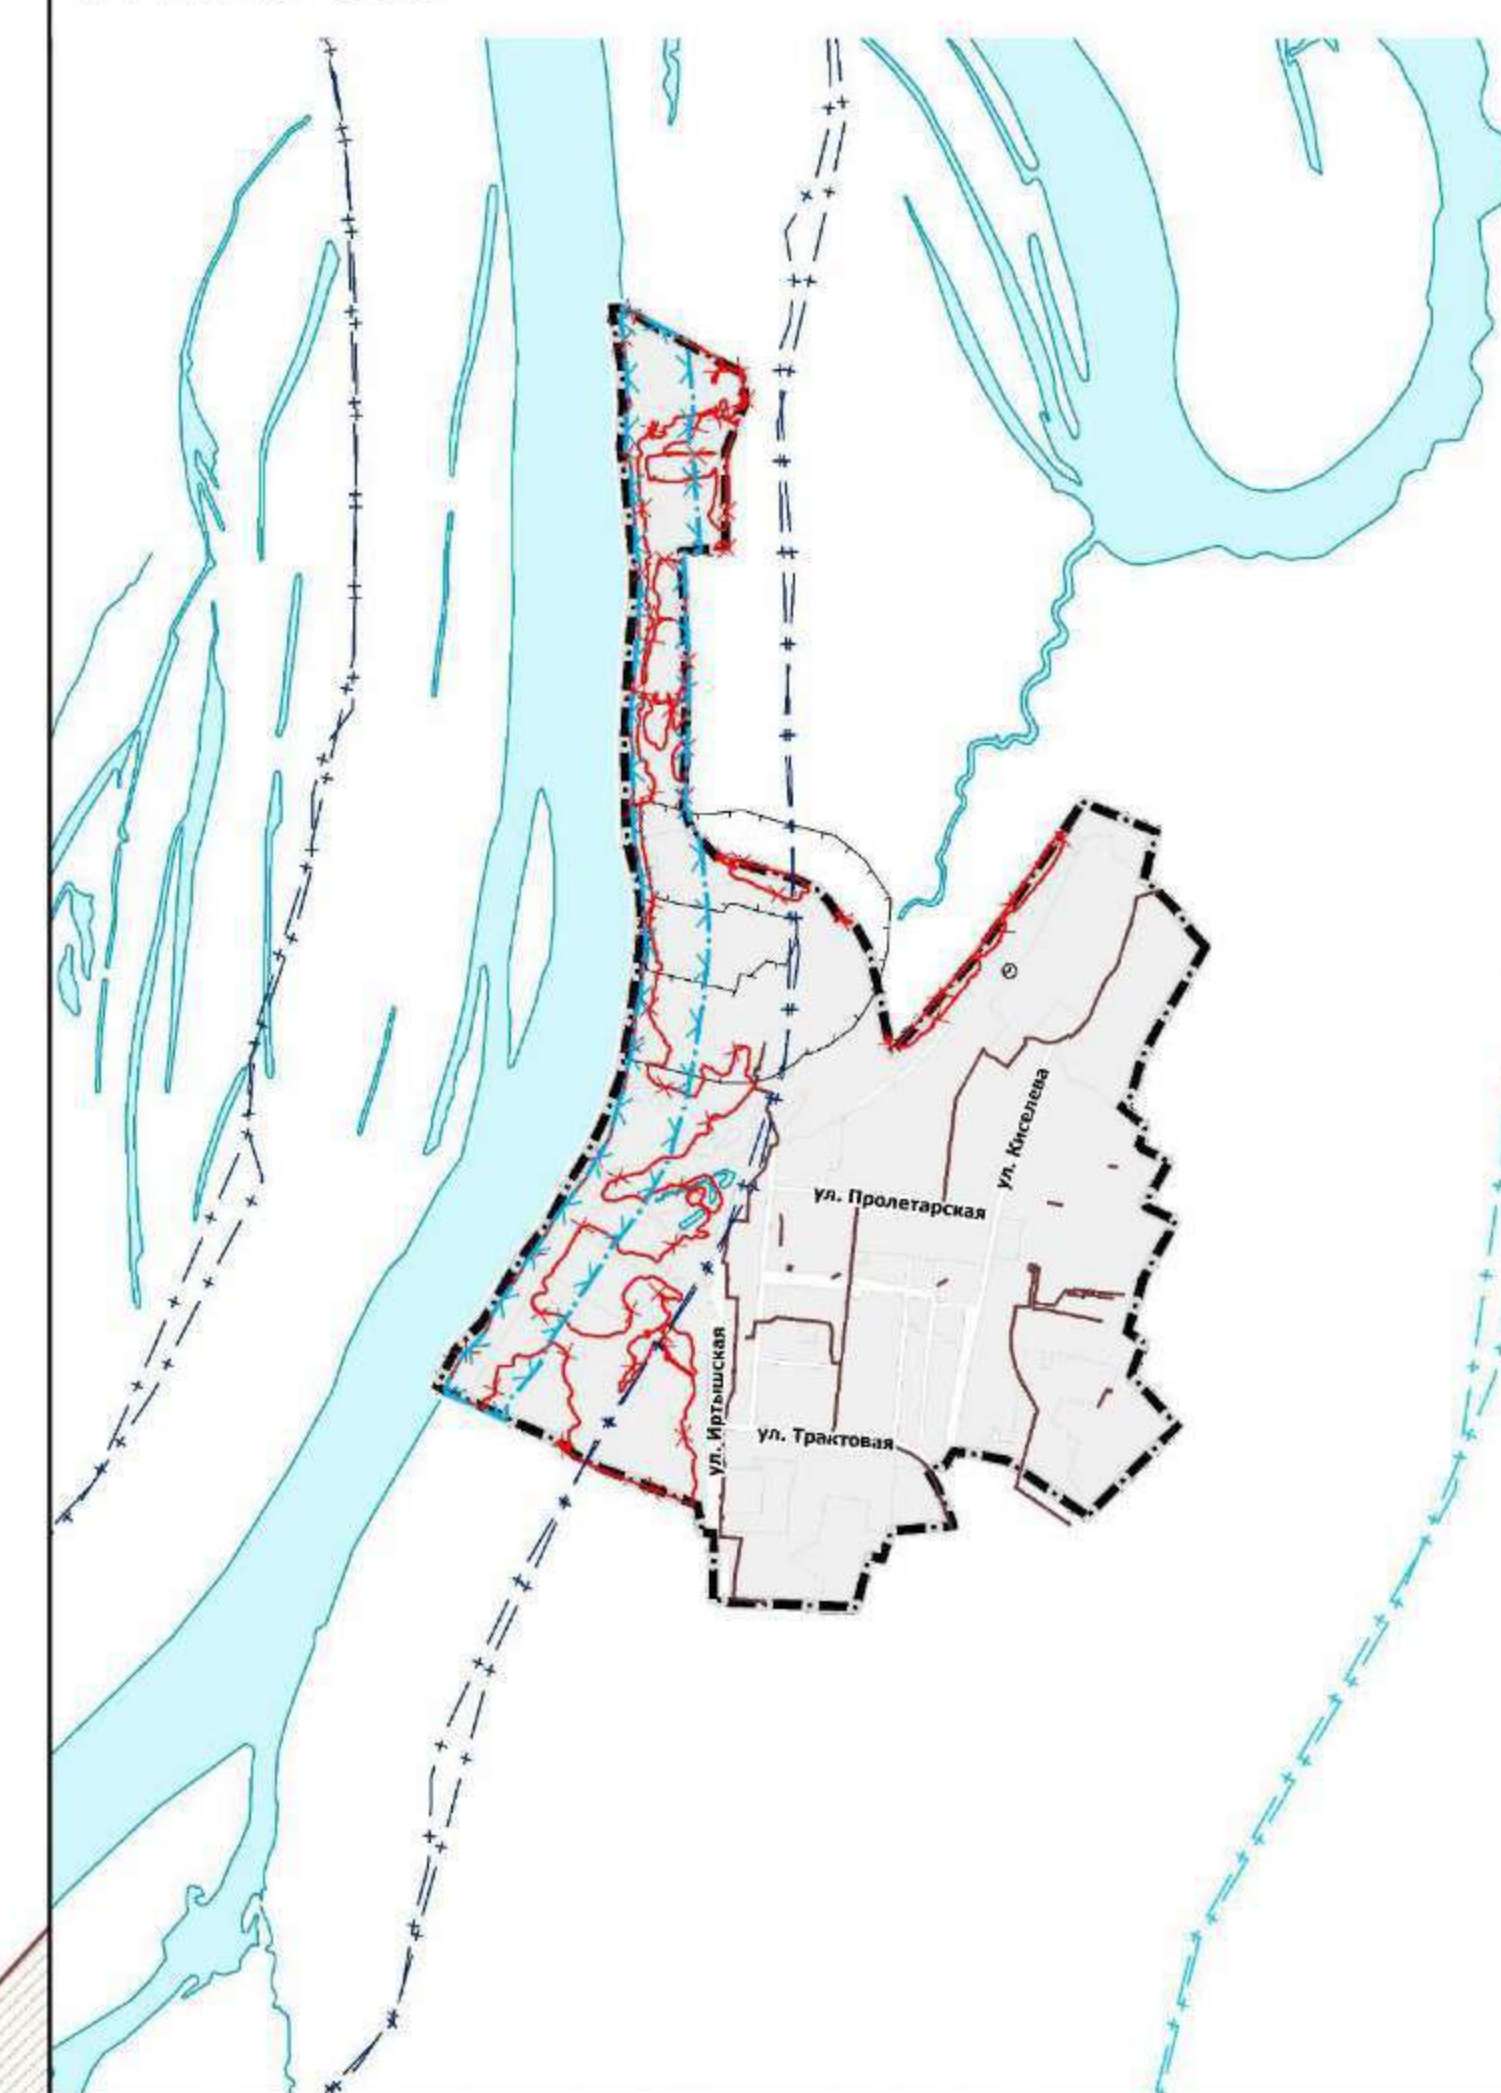 ул. Киселева
ул. Пролетарская
ул. Иртышская
ул. Трактовая